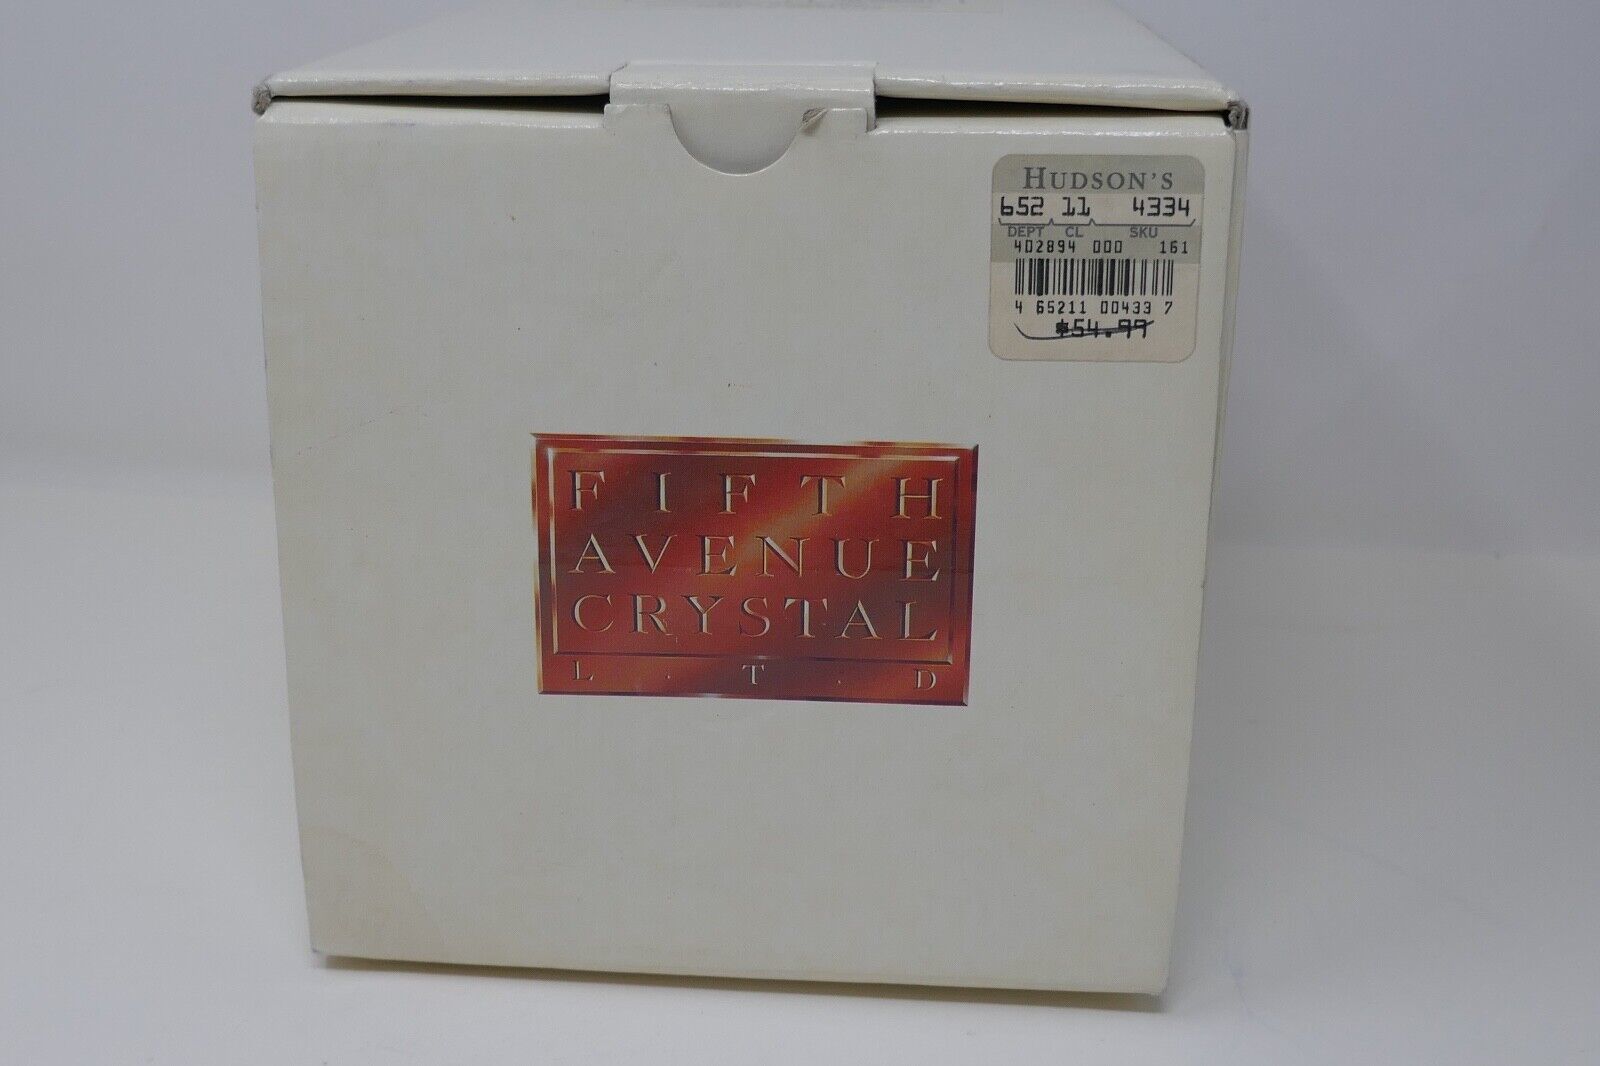 HUDSON'S
652 11 4334
DEPT CL SKU
402894 000 161
4 65211 00433 7
$54.99
FIFTH
AVENUE
CRYSTAL
L.T.D